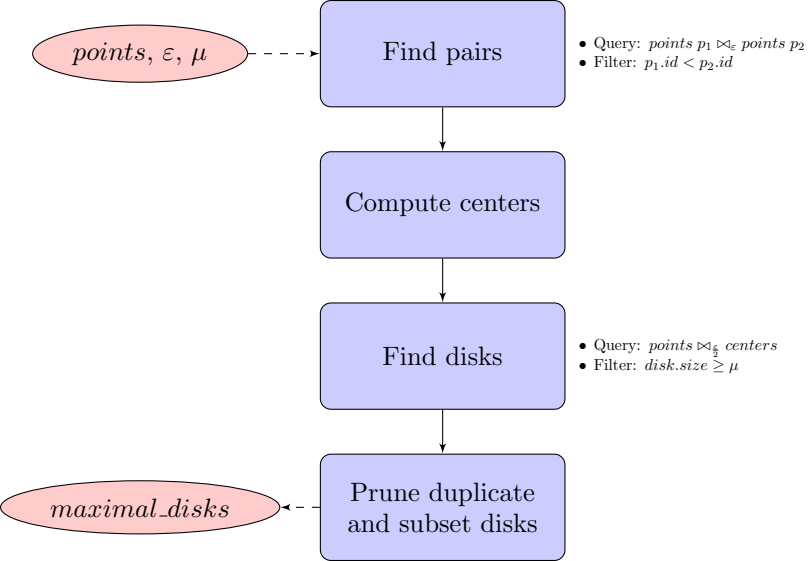 points, ε, μ
Find pairs
• Query: points p₁ ⋈_ε points p₂
• Filter: p₁.id < p₂.id
Compute centers
Find disks
• Query: points ⋈_{ε/2} centers
• Filter: disk.size ≥ μ
maximal_disks
Prune duplicate
and subset disks